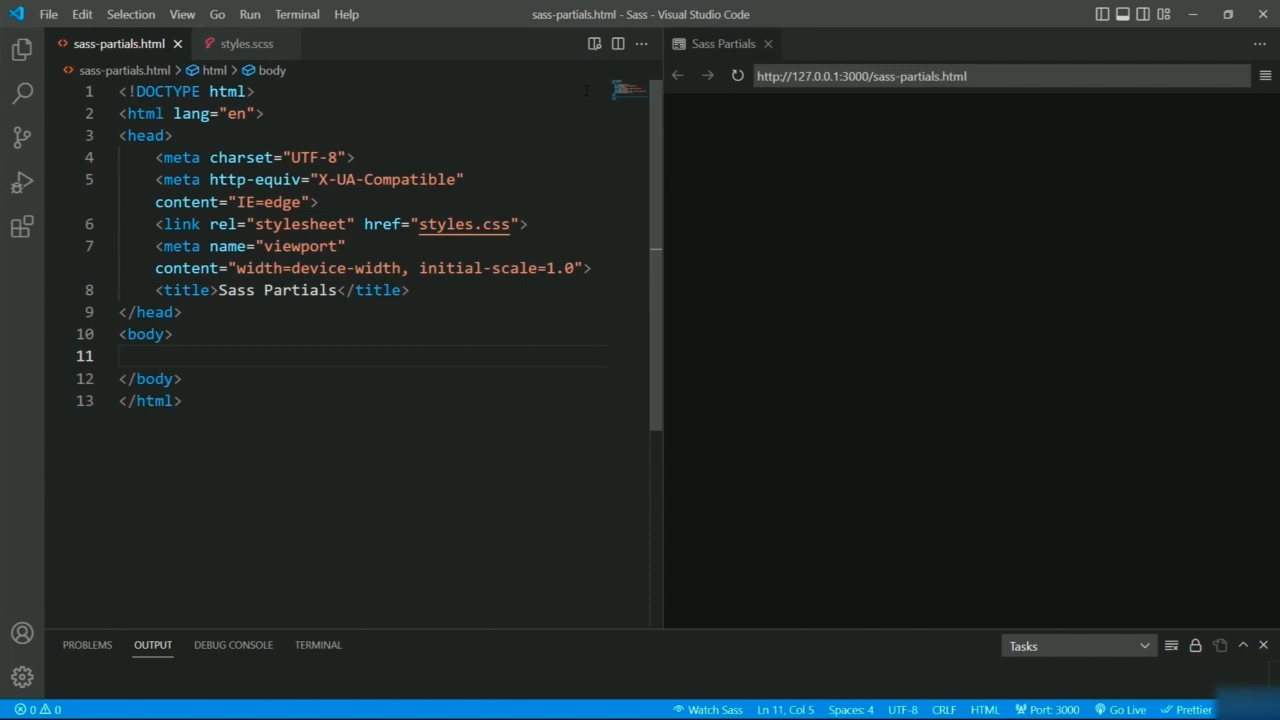 File Edit Selection View Go Run Terminal Help sass-partials.html - Sass - Visual Studio Code
sass-partials.html styles.scss
sass-partials.html > html > body
1 <!DOCTYPE html>
2 <html lang="en">
3 <head>
4 <meta charset="UTF-8">
5 <meta http-equiv="X-UA-Compatible"
content="IE=edge">
6 <link rel="stylesheet" href="styles.css">
7 <meta name="viewport"
content="width=device-width, initial-scale=1.0">
8 <title>Sass Partials</title>
9 </head>
10 <body>
11
12 </body>
13 </html>
Sass Partials
http://127.0.0.1:3000/sass-partials.html
PROBLEMS OUTPUT DEBUG CONSOLE TERMINAL Tasks
0 0 Watch Sass Ln 11, Col 5 Spaces: 4 UTF-8 CRLF HTML Port: 3000 Go Live Prettier